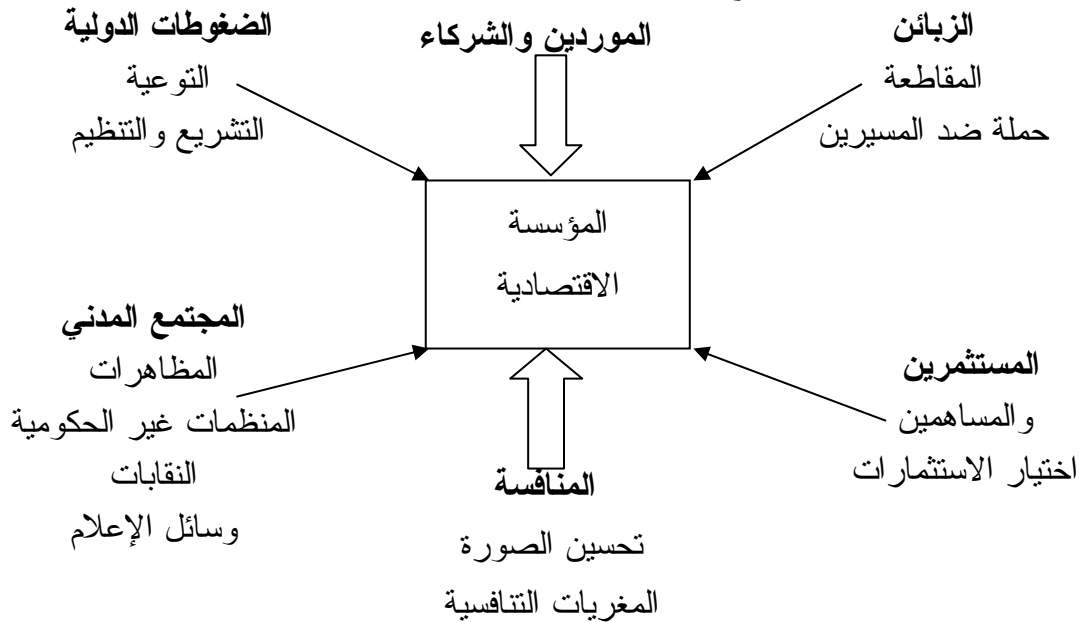 الزبائن
المقاطعة
حملة ضد المسيرين
الموردين والشركاء
الضغوطات الدولية
التوعية
التشريع والتنظيم
المؤسسة
الاقتصادية
المستثمرين
والمساهمين
اختيار الاستثمارات
المجتمع المدني
المظاهرات
المنظمات غير الحكومية
النقابات
وسائل الإعلام
المنافسة
تحسين الصورة
المغريات التنافسية